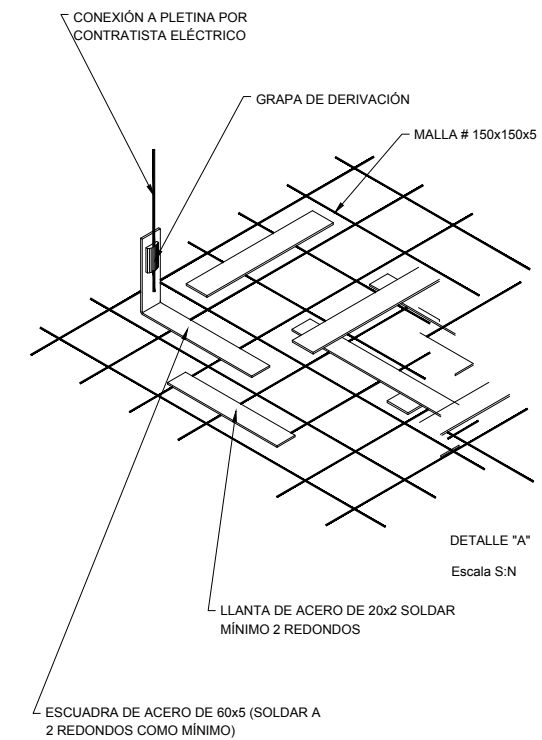 CONEXIÓN A PLETINA POR
CONTRATISTA ELÉCTRICO
GRAPA DE DERIVACIÓN
MALLA # 150x150x5
DETALLE "A"
Escala S:N
LLANTA DE ACERO DE 20x2 SOLDAR
MÍNIMO 2 REDONDOS
ESCUADRA DE ACERO DE 60x5 (SOLDAR A
2 REDONDOS COMO MÍNIMO)